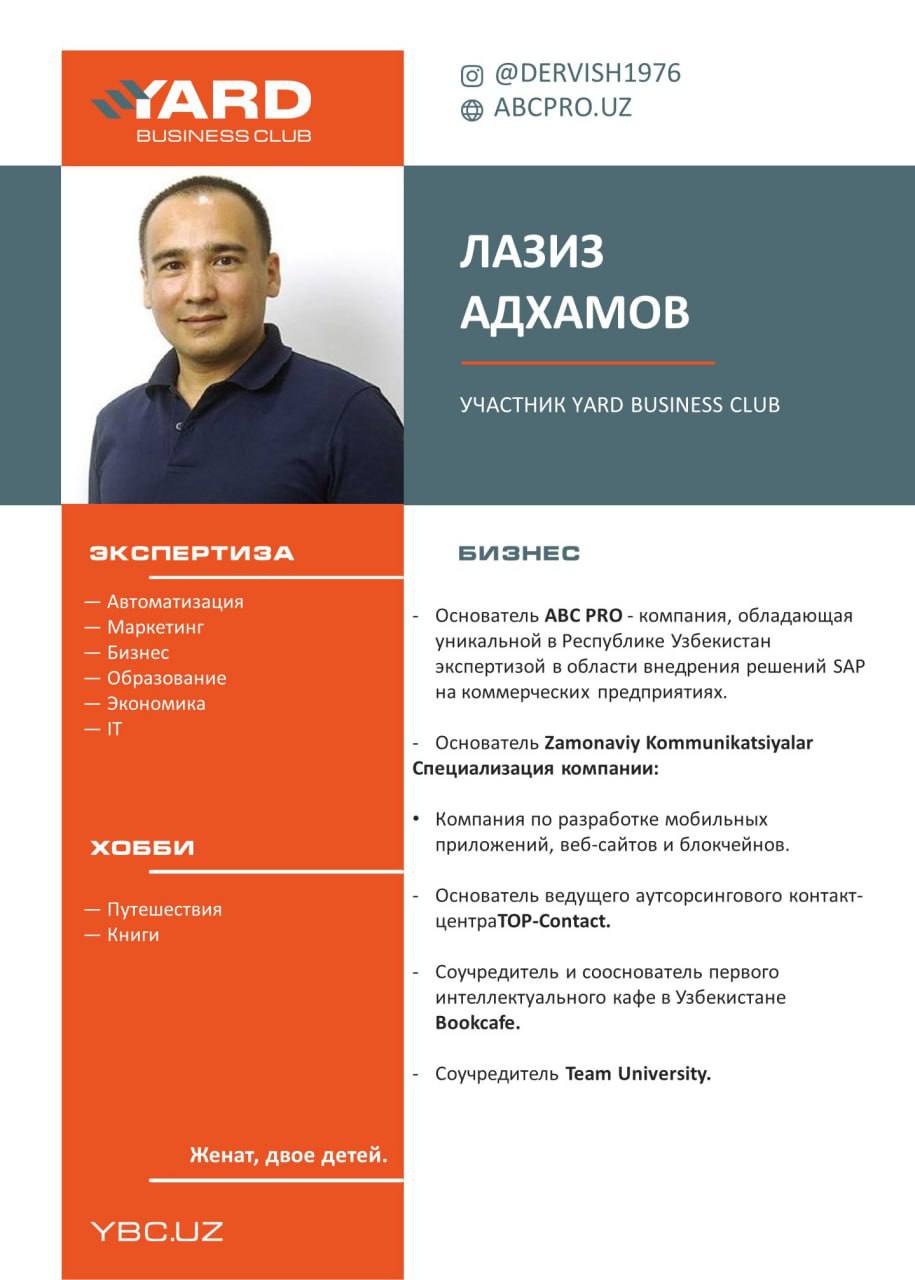 YARD
BUSINESS CLUB
@DERVISH1976
ABCPRO.UZ
ЛАЗИЗ
АДХАМОВ
УЧАСТНИК YARD BUSINESS CLUB
ЭКСПЕРТИЗА
— Автоматизация
— Маркетинг
— Бизнес
— Образование
— Экономика
— IT
ХОББИ
— Путешествия
— Книги
Женат, двое детей.
YBC.UZ
БИЗНЕС
- Основатель ABC PRO - компания, обладающая
уникальной в Республике Узбекистан
экспертизой в области внедрения решений SAP
на коммерческих предприятиях.
- Основатель Zamonaviy Kommunikatsiyalar
Специализация компании:
• Компания по разработке мобильных
приложений, веб-сайтов и блокчейнов.
- Основатель ведущего аутсорсингового контакт-
центраTOP-Contact.
- Соучредитель и сооснователь первого
интеллектуального кафе в Узбекистане
Bookcafe.
- Соучредитель Team University.